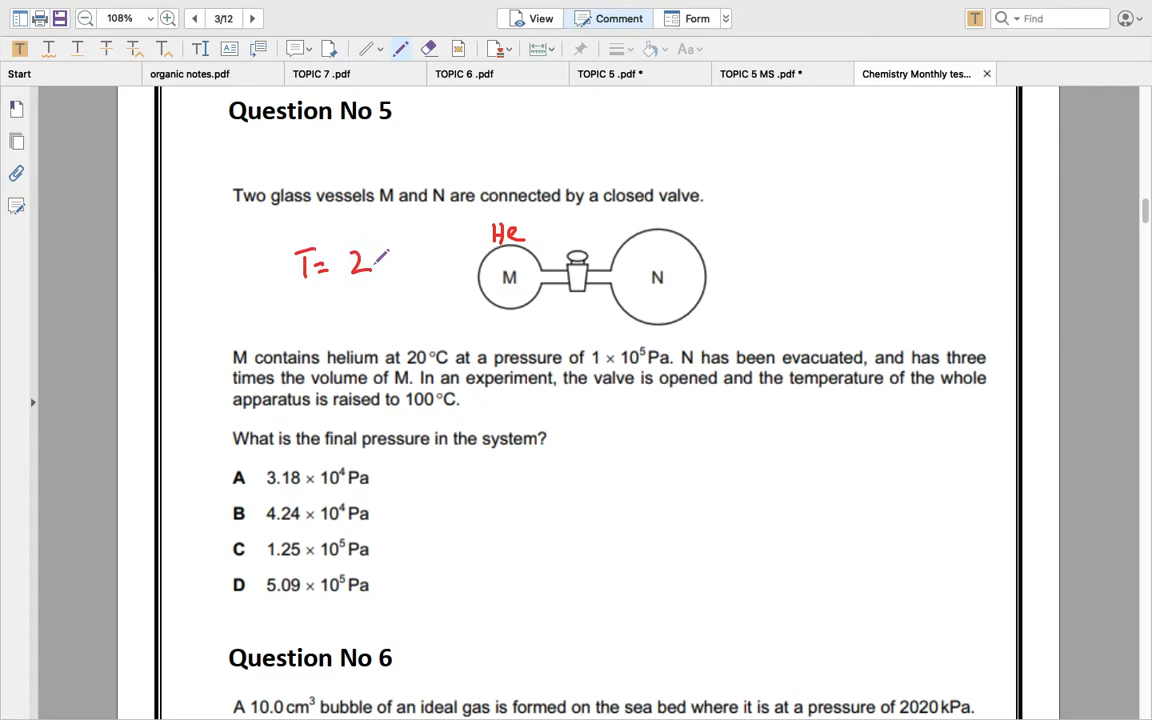 108%
3/12
View
Comment
Form
Find
Start
organic notes.pdf
TOPIC 7 .pdf
TOPIC 6 .pdf
TOPIC 5 .pdf *
TOPIC 5 MS .pdf *
Chemistry Monthly tes...
Question No 5
Two glass vessels M and N are connected by a closed valve.
He
T= 2
M
N
M contains helium at 20 °C at a pressure of 1 × 10⁵ Pa. N has been evacuated, and has three
times the volume of M. In an experiment, the valve is opened and the temperature of the whole
apparatus is raised to 100 °C.
What is the final pressure in the system?
A 3.18 × 10⁴ Pa
B 4.24 × 10⁴ Pa
C 1.25 × 10⁵ Pa
D 5.09 × 10⁵ Pa
Question No 6
A 10.0 cm³ bubble of an ideal gas is formed on the sea bed where it is at a pressure of 2020 kPa.